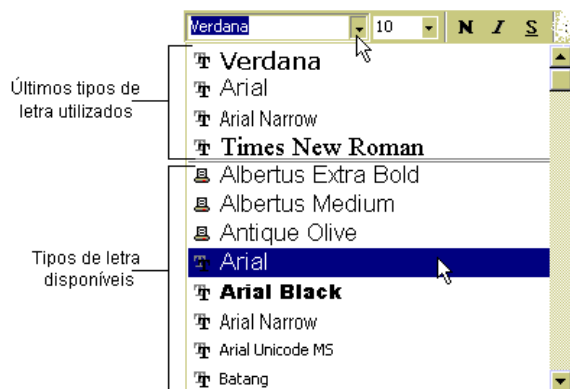 Verdana 10 N I S
Verdana
Últimos tipos de
letra utilizados
Arial
Arial Narrow
Times New Roman
Albertus Extra Bold
Albertus Medium
Antique Olive
Tipos de letra
disponíveis
Arial
Arial Black
Arial Narrow
Arial Unicode MS
Batang